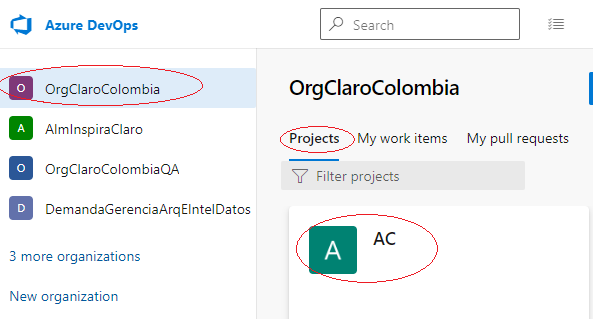 Azure DevOps
Search
O OrgClaroColombia
A AlmInspiraClaro
O OrgClaroColombiaQA
D DemandaGerenciaArqEIntelDatos
3 more organizations
New organization
OrgClaroColombia
Projects My work items My pull requests
Filter projects
A AC